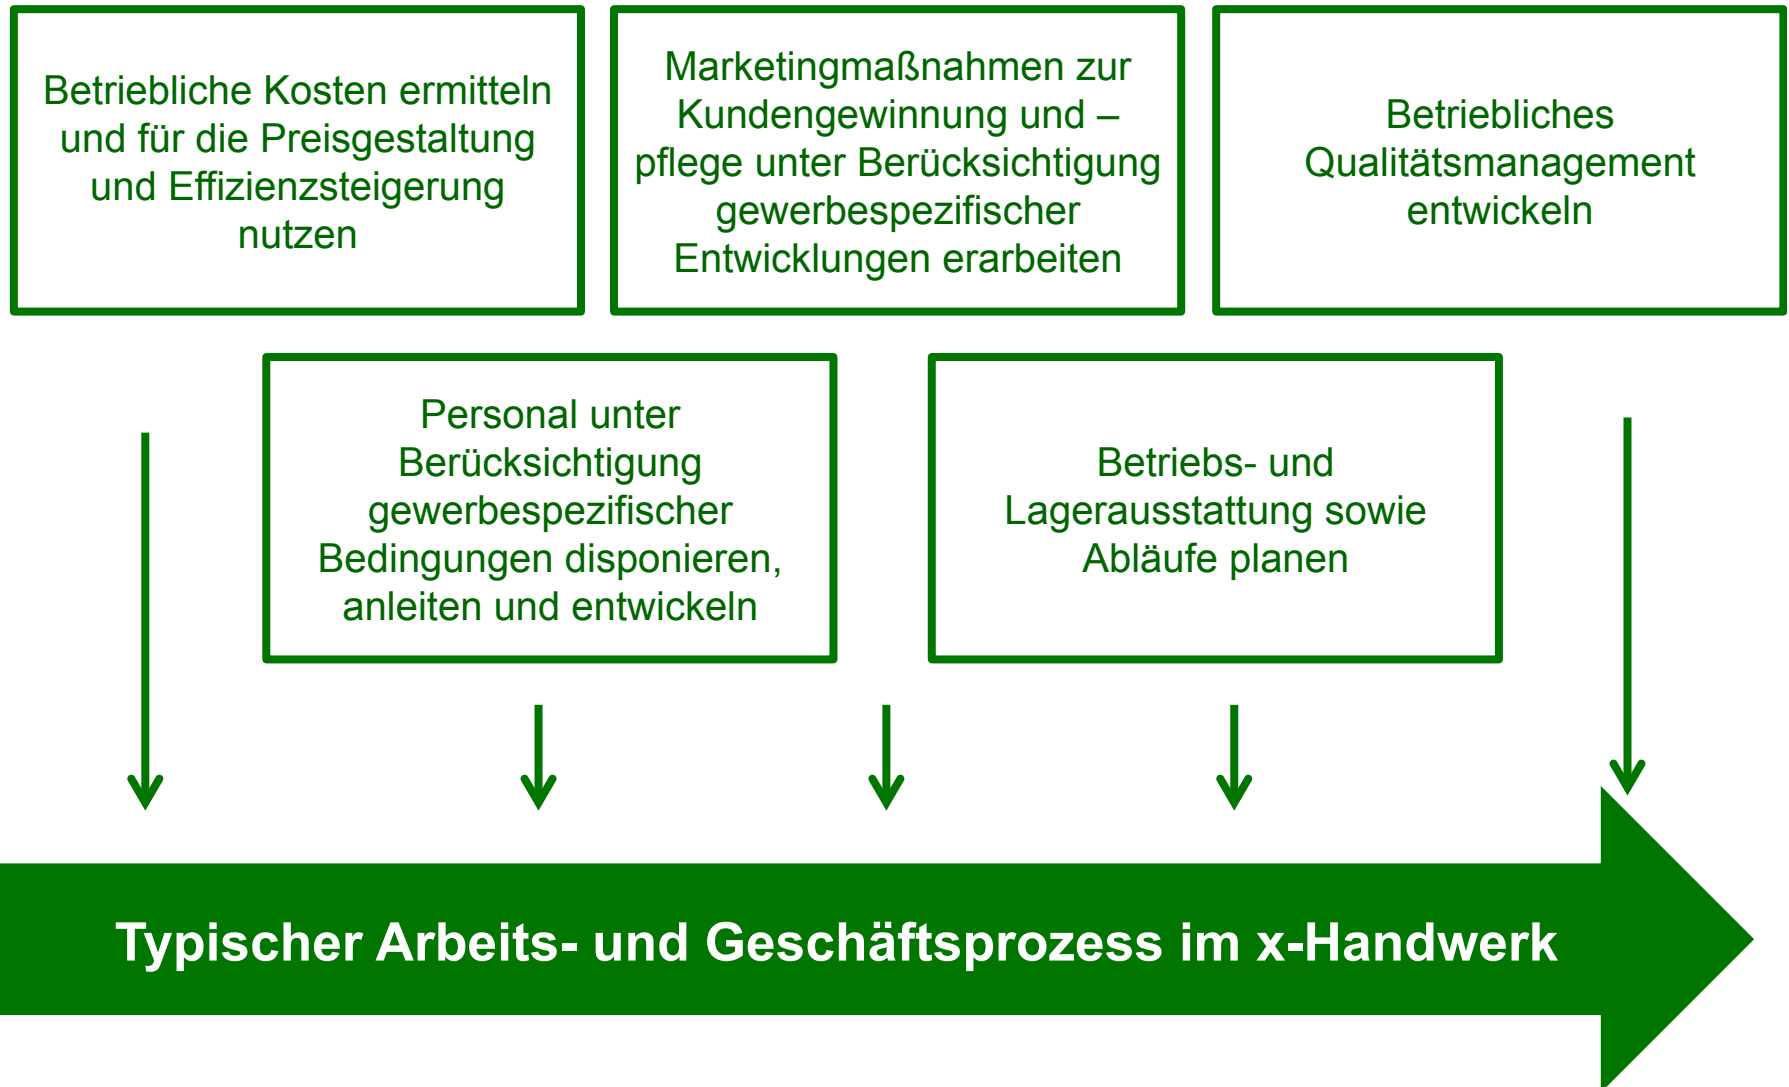 Betriebliche Kosten ermitteln
und für die Preisgestaltung
und Effizienzsteigerung
nutzen
Marketingmaßnahmen zur
Kundengewinnung und –
pflege unter Berücksichtigung
gewerbespezifischer
Entwicklungen erarbeiten
Betriebliches
Qualitätsmanagement
entwickeln
Personal unter
Berücksichtigung
gewerbespezifischer
Bedingungen disponieren,
anleiten und entwickeln
Betriebs- und
Lagerausstattung sowie
Abläufe planen
Typischer Arbeits- und Geschäftsprozess im x-Handwerk